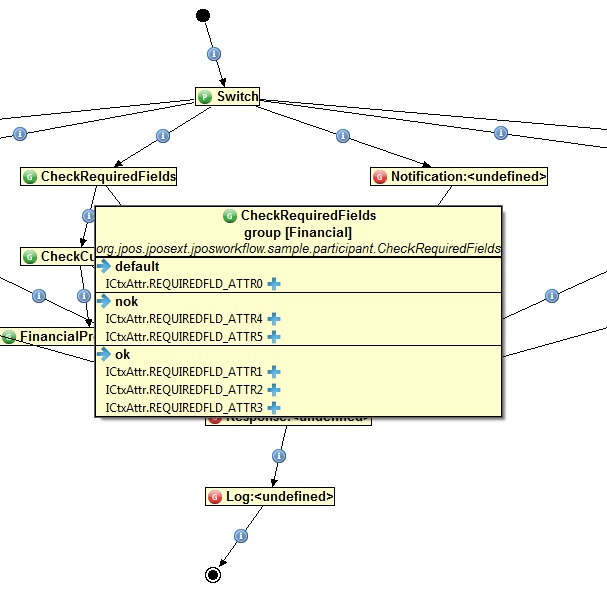 Switch
CheckRequiredFields
Notification:<undefined>
CheckRequiredFields
group [Financial]
org.jpos.jposext.jposworkflow.sample.participant.CheckRequiredFields
default
ICtxAttr.REQUIREDFLD_ATTR0
nok
ICtxAttr.REQUIREDFLD_ATTR4
ICtxAttr.REQUIREDFLD_ATTR5
ok
ICtxAttr.REQUIREDFLD_ATTR1
ICtxAttr.REQUIREDFLD_ATTR2
ICtxAttr.REQUIREDFLD_ATTR3
CheckCu
FinancialPr
Response:<undefined>
Log:<undefined>